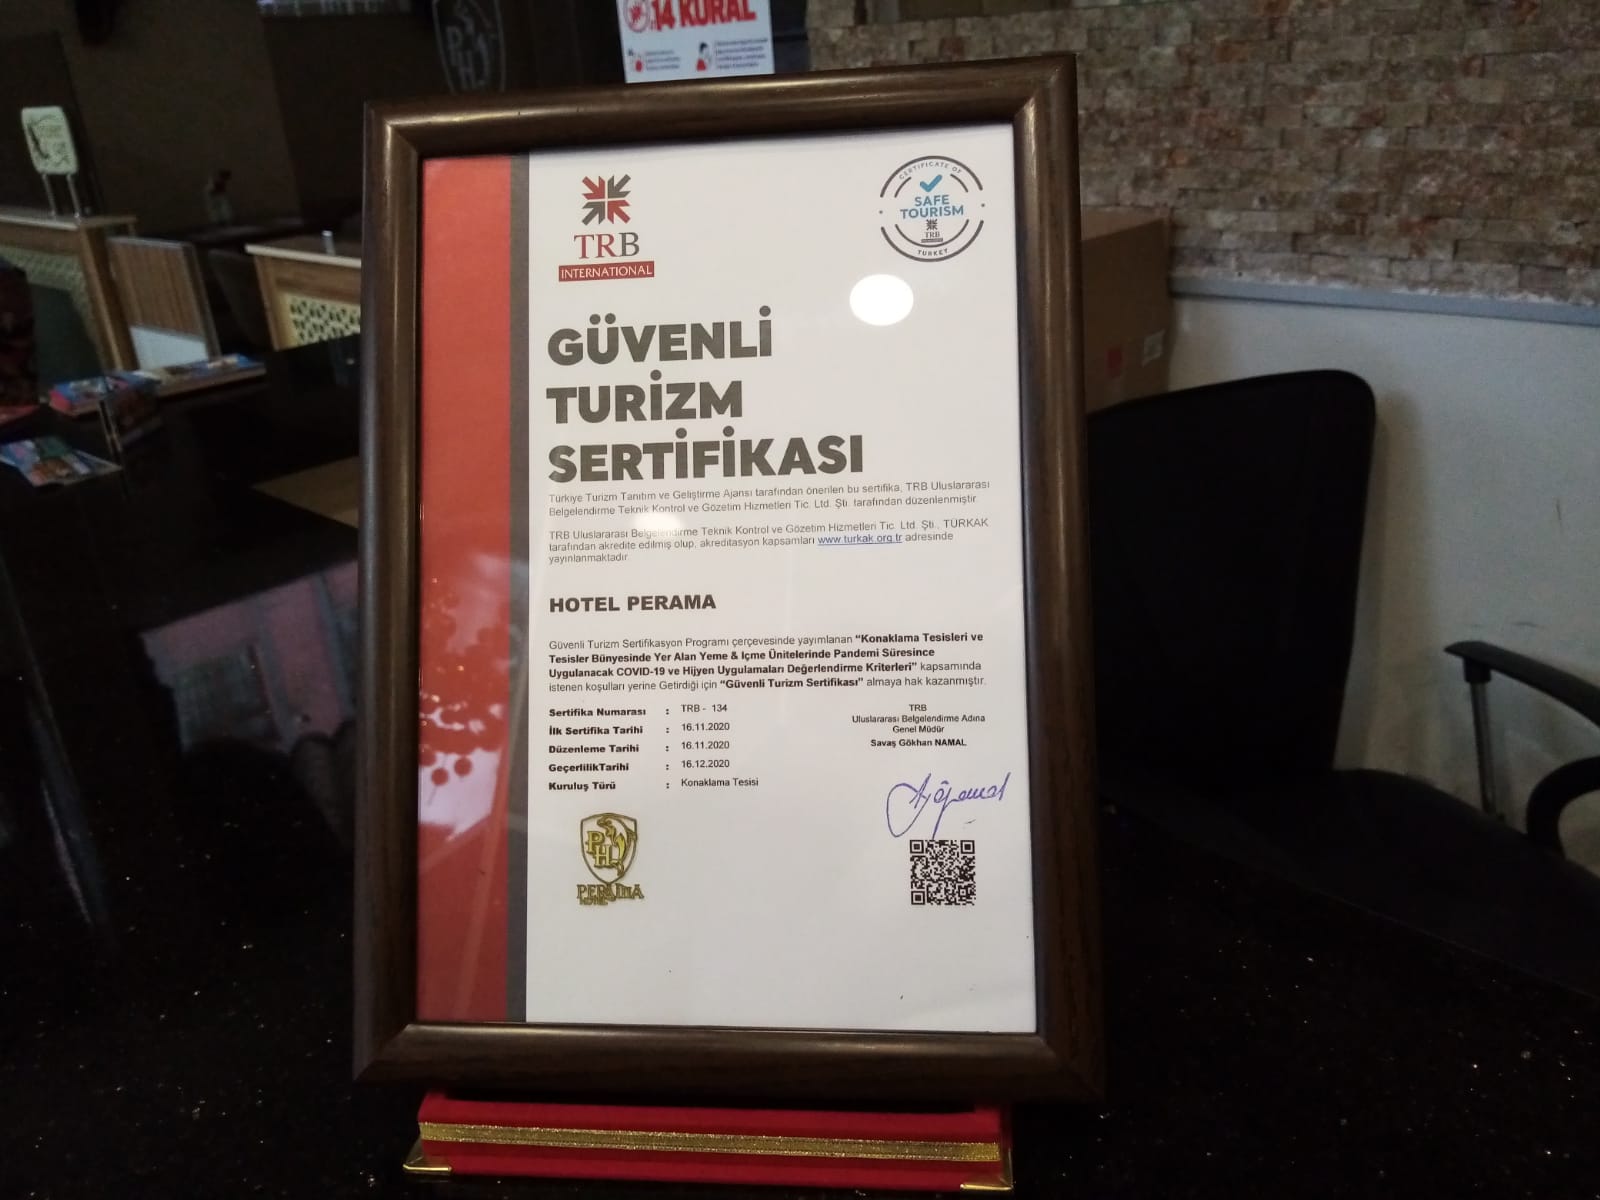 14 KURAL
TRB
INTERNATIONAL
CERTIFICATE OF
SAFE
TOURISM
TRB
TURKEY
GÜVENLİ
TURİZM
SERTİFİKASI
Türkiye Turizm Tanıtım ve Geliştirme Ajansı tarafından önerilen bu sertifika, TRB Uluslararası
Belgelendirme Teknik Kontrol ve Gözetim Hizmetleri Tic. Ltd. Şti. tarafından düzenlenmiştir.
TRB Uluslararası Belgelendirme Teknik Kontrol ve Gözetim Hizmetleri Tic. Ltd. Şti., TÜRKAK
tarafından akredite edilmiş olup, akreditasyon kapsamları www.turkak.org.tr adresinde
yayınlanmaktadır.
HOTEL PERAMA
Güvenli Turizm Sertifikasyon Programı çerçevesinde yayımlanan “Konaklama Tesisleri ve
Tesisler Bünyesinde Yer Alan Yeme & Içme Ünitelerinde Pandemi Süresince
Uygulanacak COVID-19 ve Hijyen Uygulamaları Değerlendirme Kriterleri” kapsamında
istenen koşulları yerine Getirdiği için “Güvenli Turizm Sertifikası” almaya hak kazanmıştır.
Sertifika Numarası : TRB - 134
İlk Sertifika Tarihi : 16.11.2020
Düzenleme Tarihi : 16.11.2020
GeçerlilikTarihi : 16.12.2020
Kuruluş Türü : Konaklama Tesisi
TRB
Uluslararası Belgelendirme Adına
Genel Müdür
Savaş Gökhan NAMAL
PH
PERAMA
HOTEL
PH